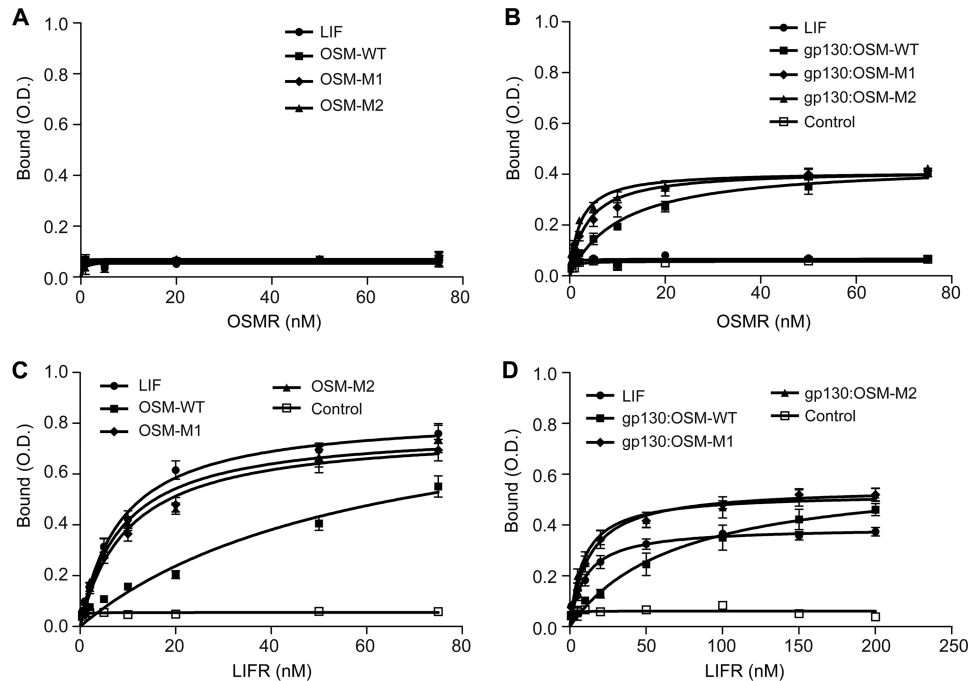 A
1.0
0.8
0.6
0.4
0.2
0.0
Bound (O.D.)
LIF
OSM-WT
OSM-M1
OSM-M2
0
20
40
60
80
OSMR (nM)
B
1.0
0.8
0.6
0.4
0.2
0.0
Bound (O.D.)
LIF
gp130:OSM-WT
gp130:OSM-M1
gp130:OSM-M2
Control
0
20
40
60
80
OSMR (nM)
C
1.0
0.8
0.6
0.4
0.2
0.0
Bound (O.D.)
LIF
OSM-WT
OSM-M1
OSM-M2
Control
0
20
40
60
80
LIFR (nM)
D
1.0
0.8
0.6
0.4
0.2
0.0
Bound (O.D.)
LIF
gp130:OSM-WT
gp130:OSM-M1
gp130:OSM-M2
Control
0
50
100
150
200
250
LIFR (nM)